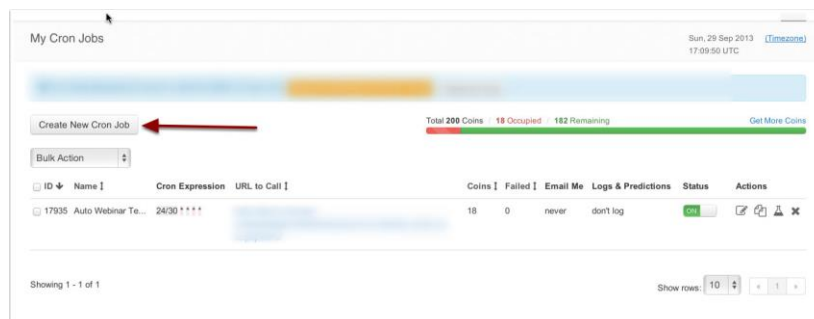 My Cron Jobs
Sun, 29 Sep 2013 (Timezone)
17:09:50 UTC
Create New Cron Job
Total 200 Coins / 18 Occupied / 182 Remaining
Get More Coins
Bulk Action
ID Name Cron Expression URL to Call Coins Failed Email Me Logs & Predictions Status Actions
17935 Auto Webinar Te... 24/30 * * * * 18 0 never don't log ON
Showing 1 - 1 of 1
Show rows: 10 « 1 »